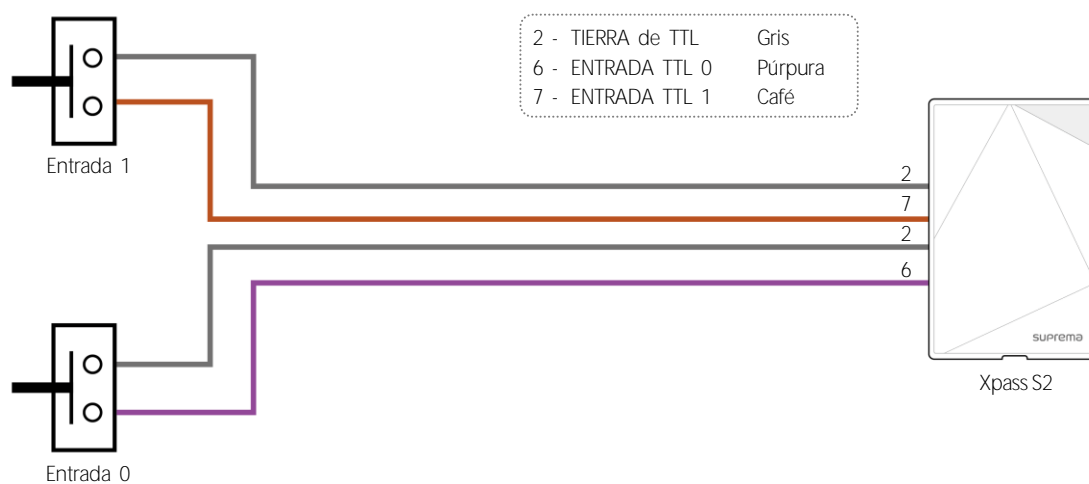 2 - TIERRA de TTL Gris
6 - ENTRADA TTL 0 Púrpura
7 - ENTRADA TTL 1 Café
Entrada 1
2
7
2
6
suprema
Xpass S2
Entrada 0